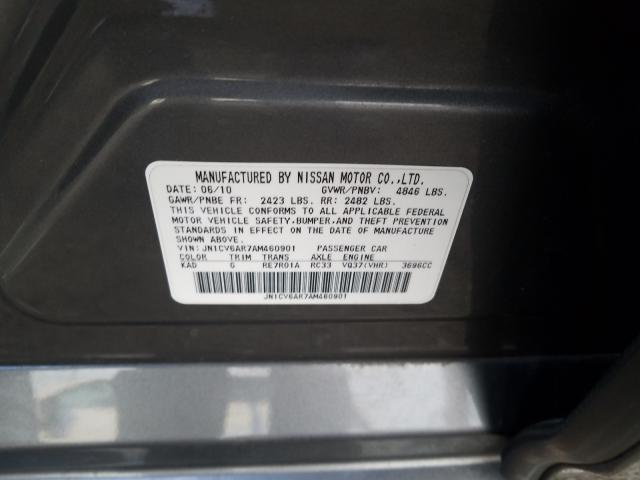 MANUFACTURED BY NISSAN MOTOR CO.,LTD.
DATE: 06/10 GVWR/PNBV: 4846 LBS.
GAWR/PNBE FR: 2423 LBS. RR: 2482 LBS.
THIS VEHICLE CONFORMS TO ALL APPLICABLE FEDERAL
MOTOR VEHICLE SAFETY, BUMPER, AND THEFT PREVENTION
STANDARDS IN EFFECT ON THE DATE OF MANUFACTURE
SHOWN ABOVE.
VIN: JN1CV6AR7AM460901 PASSENGER CAR
COLOR TRIM TRANS AXLE ENGINE
KAD G RE7R01A RC33 VQ37(VHR) 3696CC
JN1CV6AR7AM460901